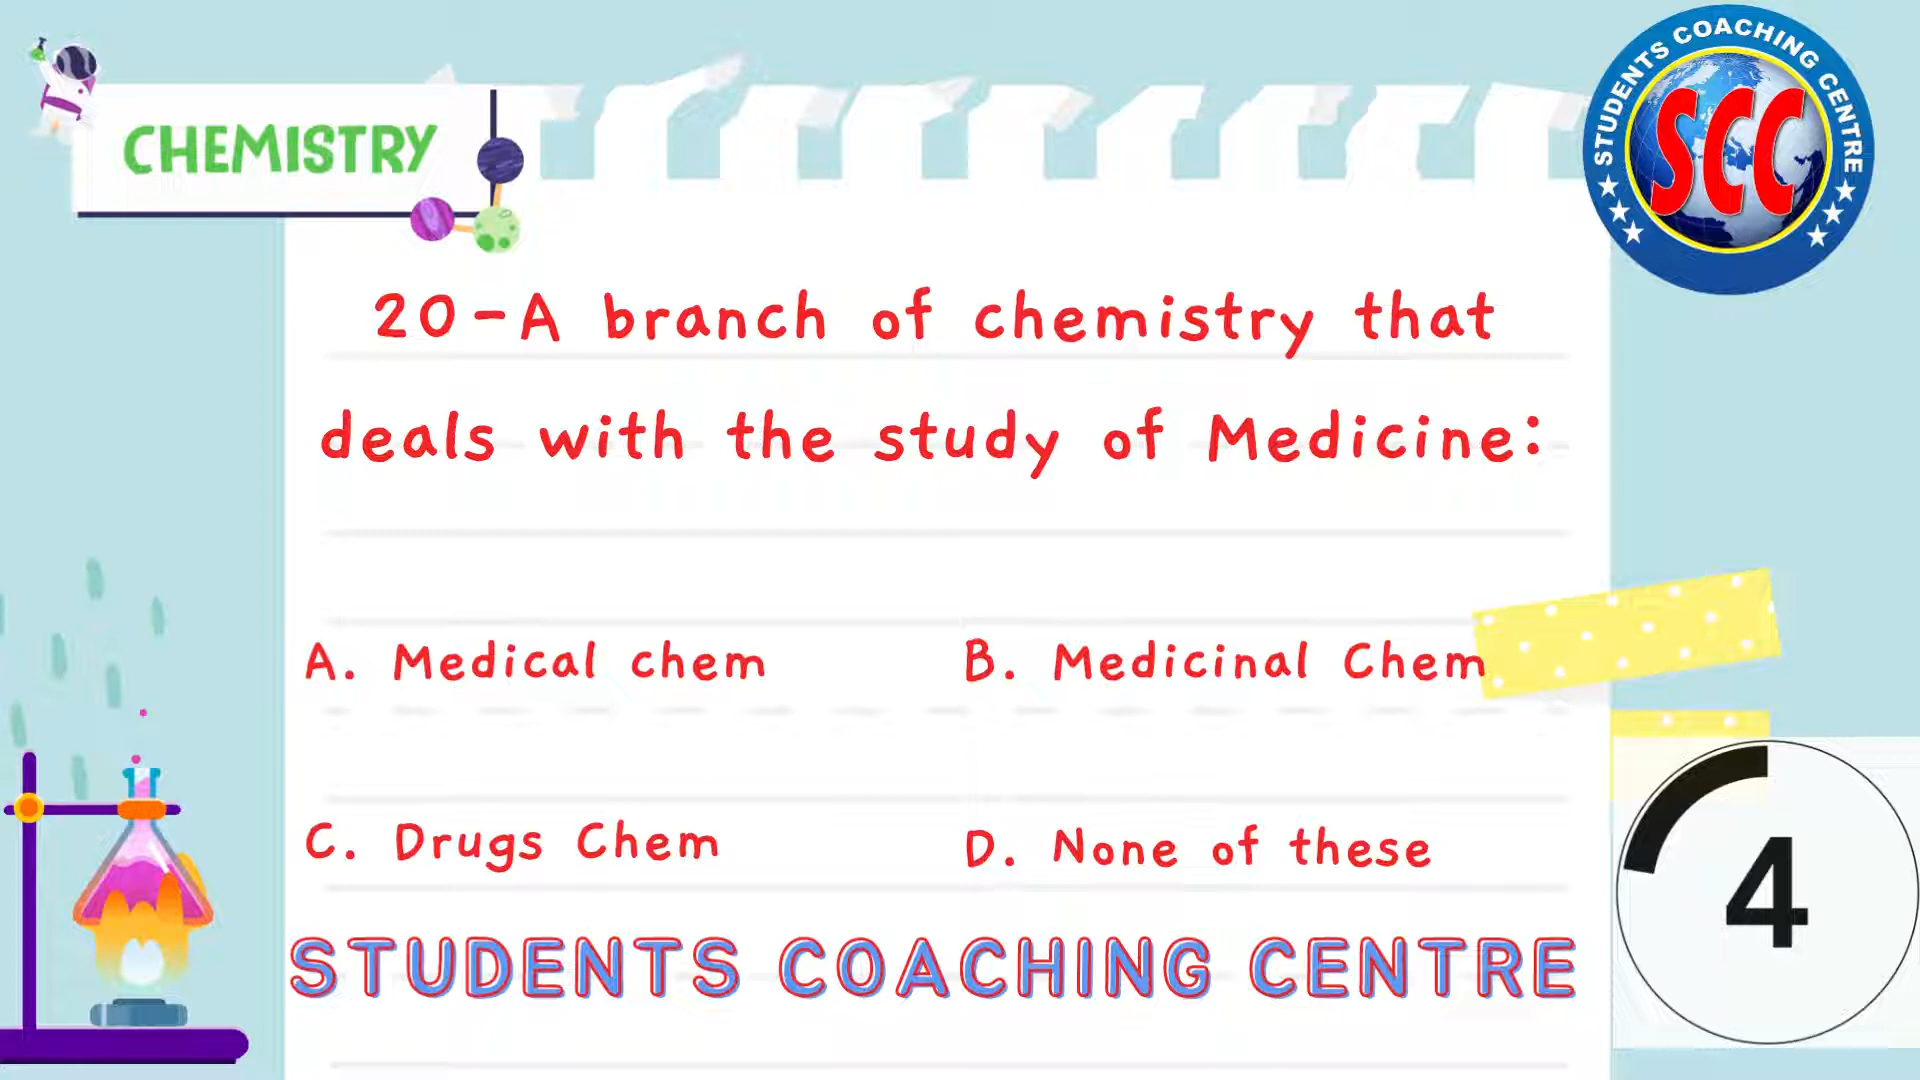 STUDENTS COACHING CENTRE
SCC
CHEMISTRY
20-A branch of chemistry that
deals with the study of Medicine:
A. Medical chem
B. Medicinal Chem
C. Drugs Chem
D. None of these
4
STUDENTS COACHING CENTRE